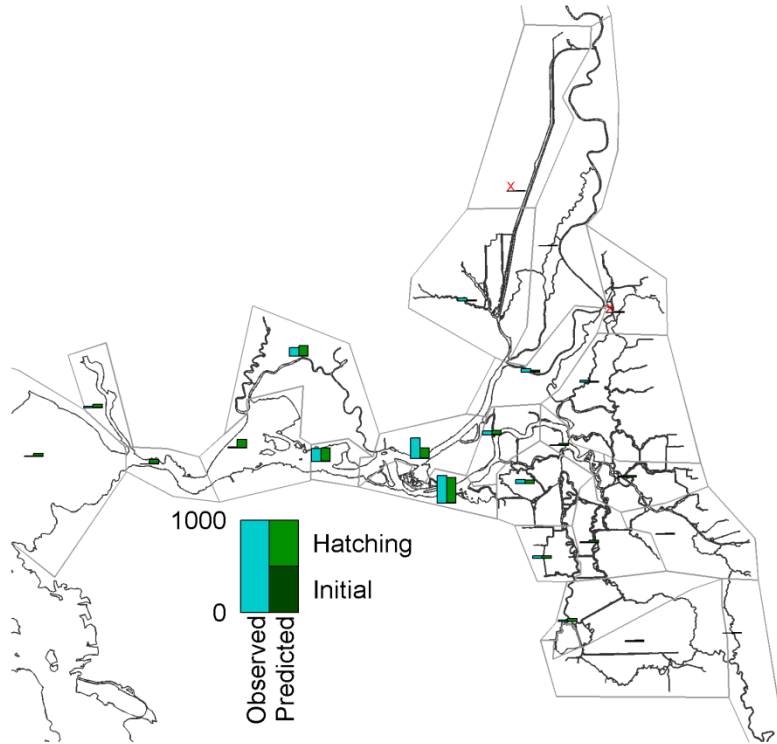 X
X
1000
Hatching
Initial
0
Observed
Predicted